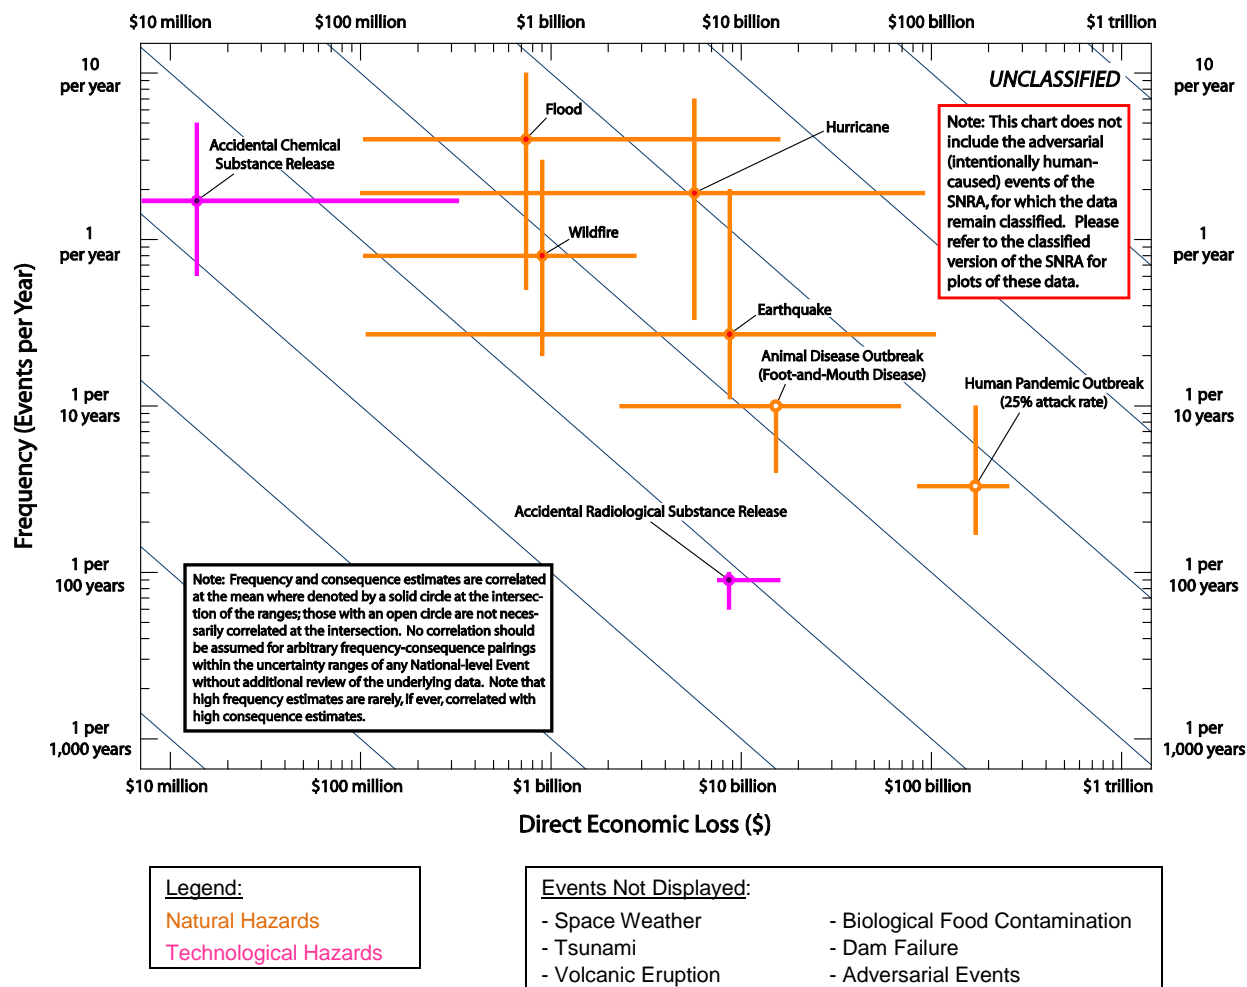 $10 million
$100 million
$1 billion
$10 billion
$100 billion
$1 trillion
10
per year
1
per year
1 per
10 years
1 per
100 years
1 per
1,000 years
Frequency (Events per Year)
UNCLASSIFIED
Note: This chart does not
include the adversarial
(intentionally human-
caused) events of the
SNRA, for which the data
remain classified. Please
refer to the classified
version of the SNRA for
plots of these data.
Flood
Hurricane
Accidental Chemical
Substance Release
Wildfire
Earthquake
Animal Disease Outbreak
(Foot-and-Mouth Disease)
Human Pandemic Outbreak
(25% attack rate)
Accidental Radiological Substance Release
Note: Frequency and consequence estimates are correlated
at the mean where denoted by a solid circle at the intersec-
tion of the ranges; those with an open circle are not neces-
sarily correlated at the intersection. No correlation should
be assumed for arbitrary frequency-consequence pairings
within the uncertainty ranges of any National-level Event
without additional review of the underlying data. Note that
high frequency estimates are rarely, if ever, correlated with
high consequence estimates.
10
per year
1
per year
1 per
10 years
1 per
100 years
1 per
1,000 years
$10 million
$100 million
$1 billion
$10 billion
$100 billion
$1 trillion
Direct Economic Loss ($)
Legend:
Natural Hazards
Technological Hazards
Events Not Displayed:
- Space Weather
- Tsunami
- Volcanic Eruption
- Biological Food Contamination
- Dam Failure
- Adversarial Events